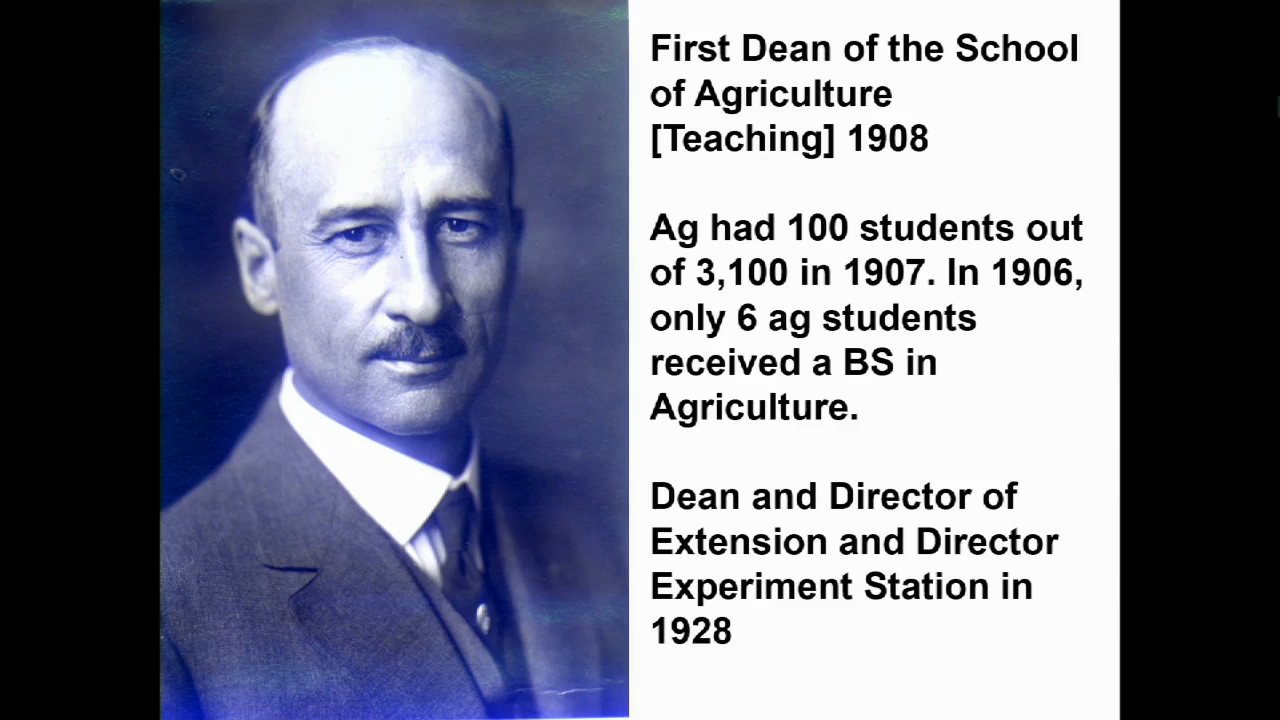 First Dean of the School
of Agriculture
[Teaching] 1908
Ag had 100 students out
of 3,100 in 1907. In 1906,
only 6 ag students
received a BS in
Agriculture.
Dean and Director of
Extension and Director
Experiment Station in
1928